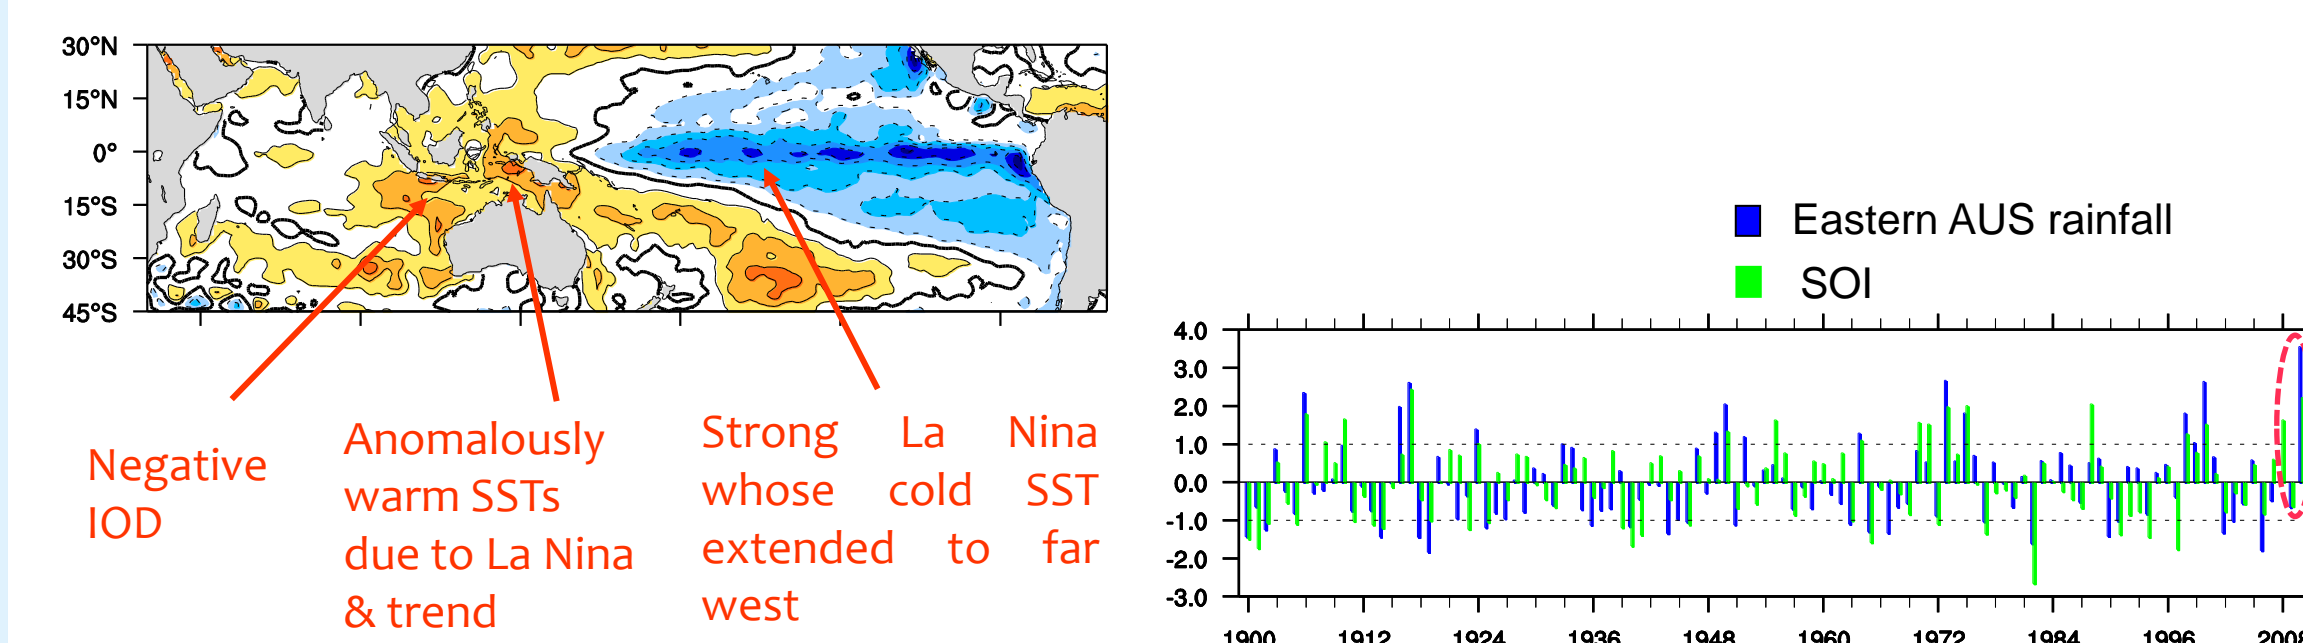 30°N
15°N
0°
15°S
30°S
45°S
Negative
IOD
Anomalously
warm SSTs
due to La Nina
& trend
Strong La Nina
whose cold SST
extended to far
west
Eastern AUS rainfall
SOI
4.0
3.0
2.0
1.0
0.0
-1.0
-2.0
-3.0
1900 1912 1924 1936 1948 1960 1972 1984 1996 2008